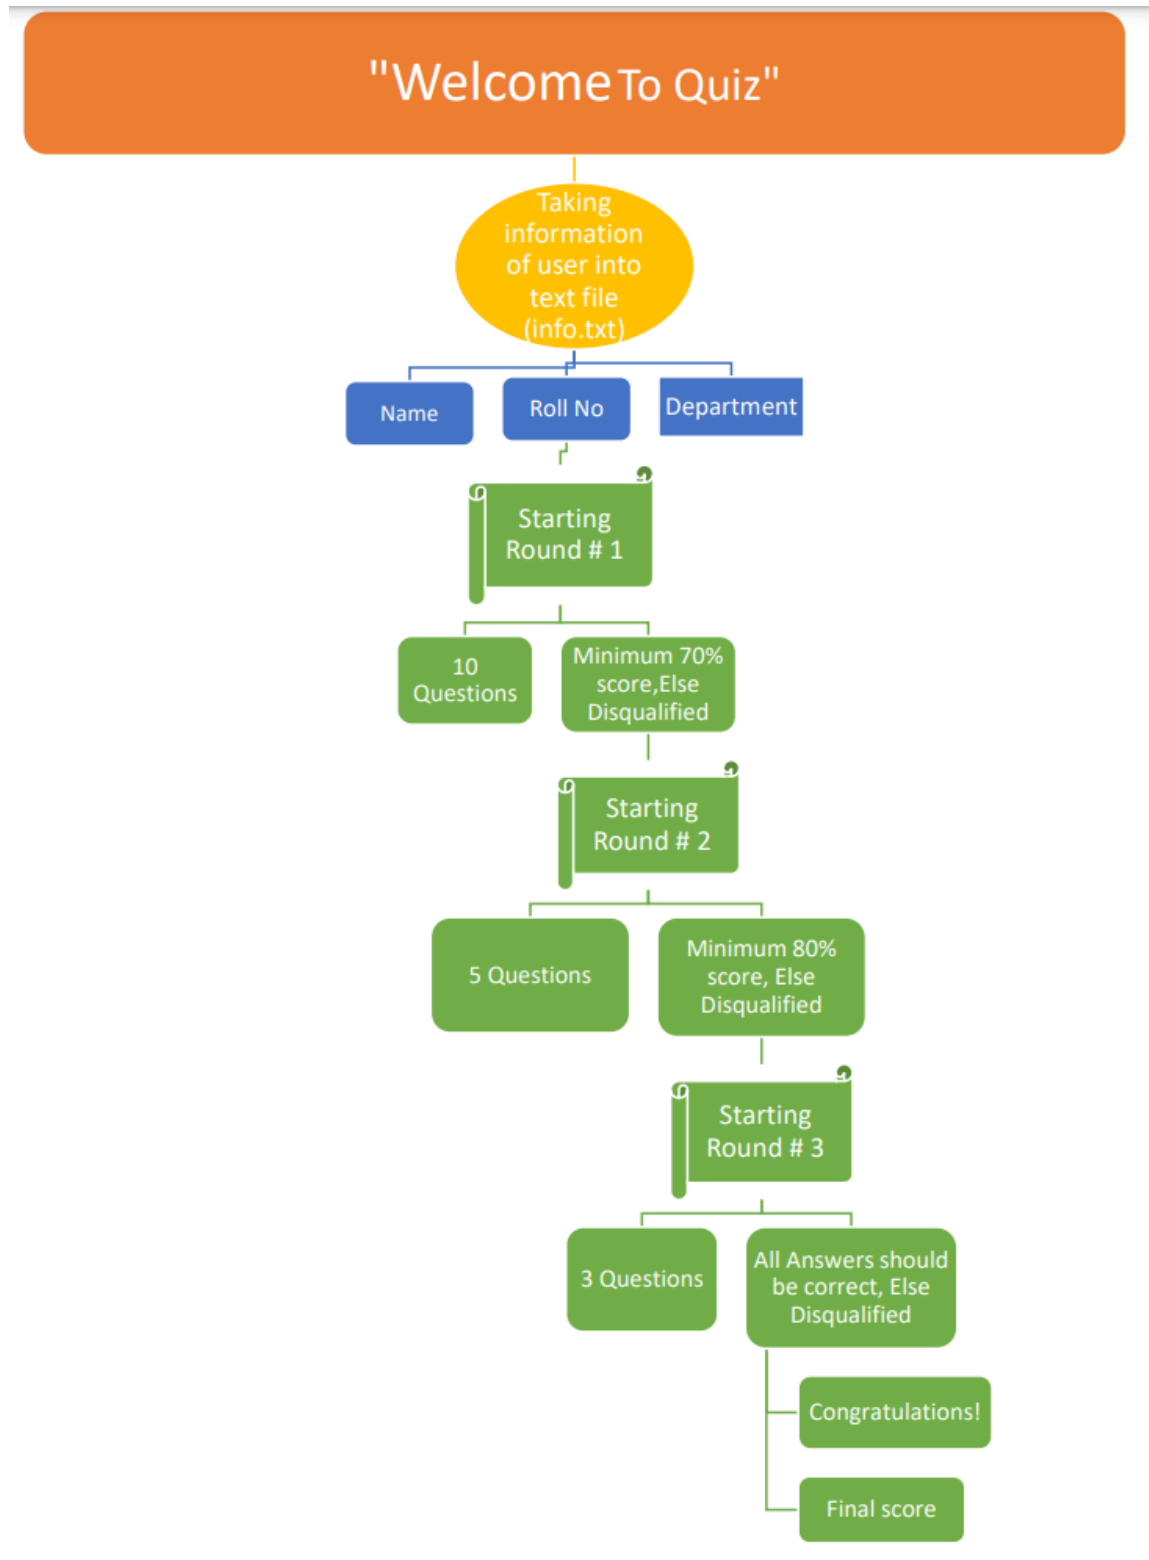 "Welcome To Quiz"
Taking
information
of user into
text file
(info.txt)
Name
Roll No
Department
Starting
Round # 1
10
Questions
Minimum 70%
score,Else
Disqualified
Starting
Round # 2
5 Questions
Minimum 80%
score, Else
Disqualified
Starting
Round # 3
3 Questions
All Answers should
be correct, Else
Disqualified
Congratulations!
Final score